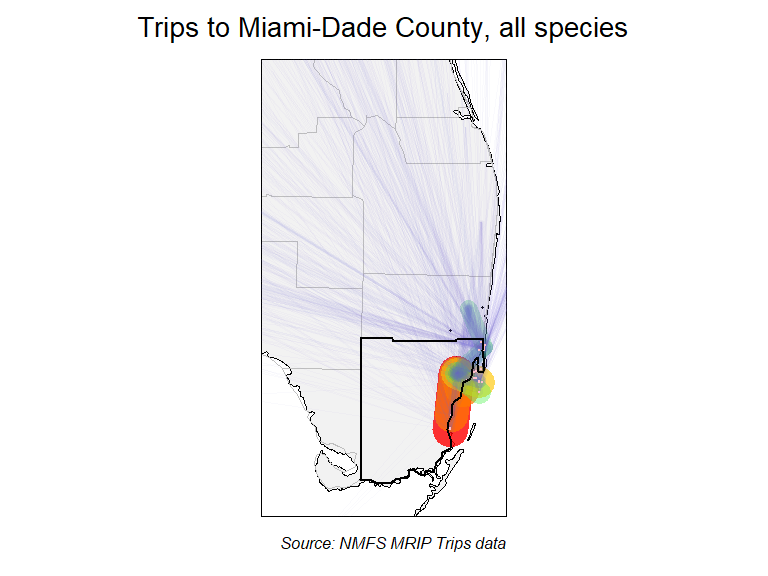 Trips to Miami-Dade County, all species
Source: NMFS MRIP Trips data